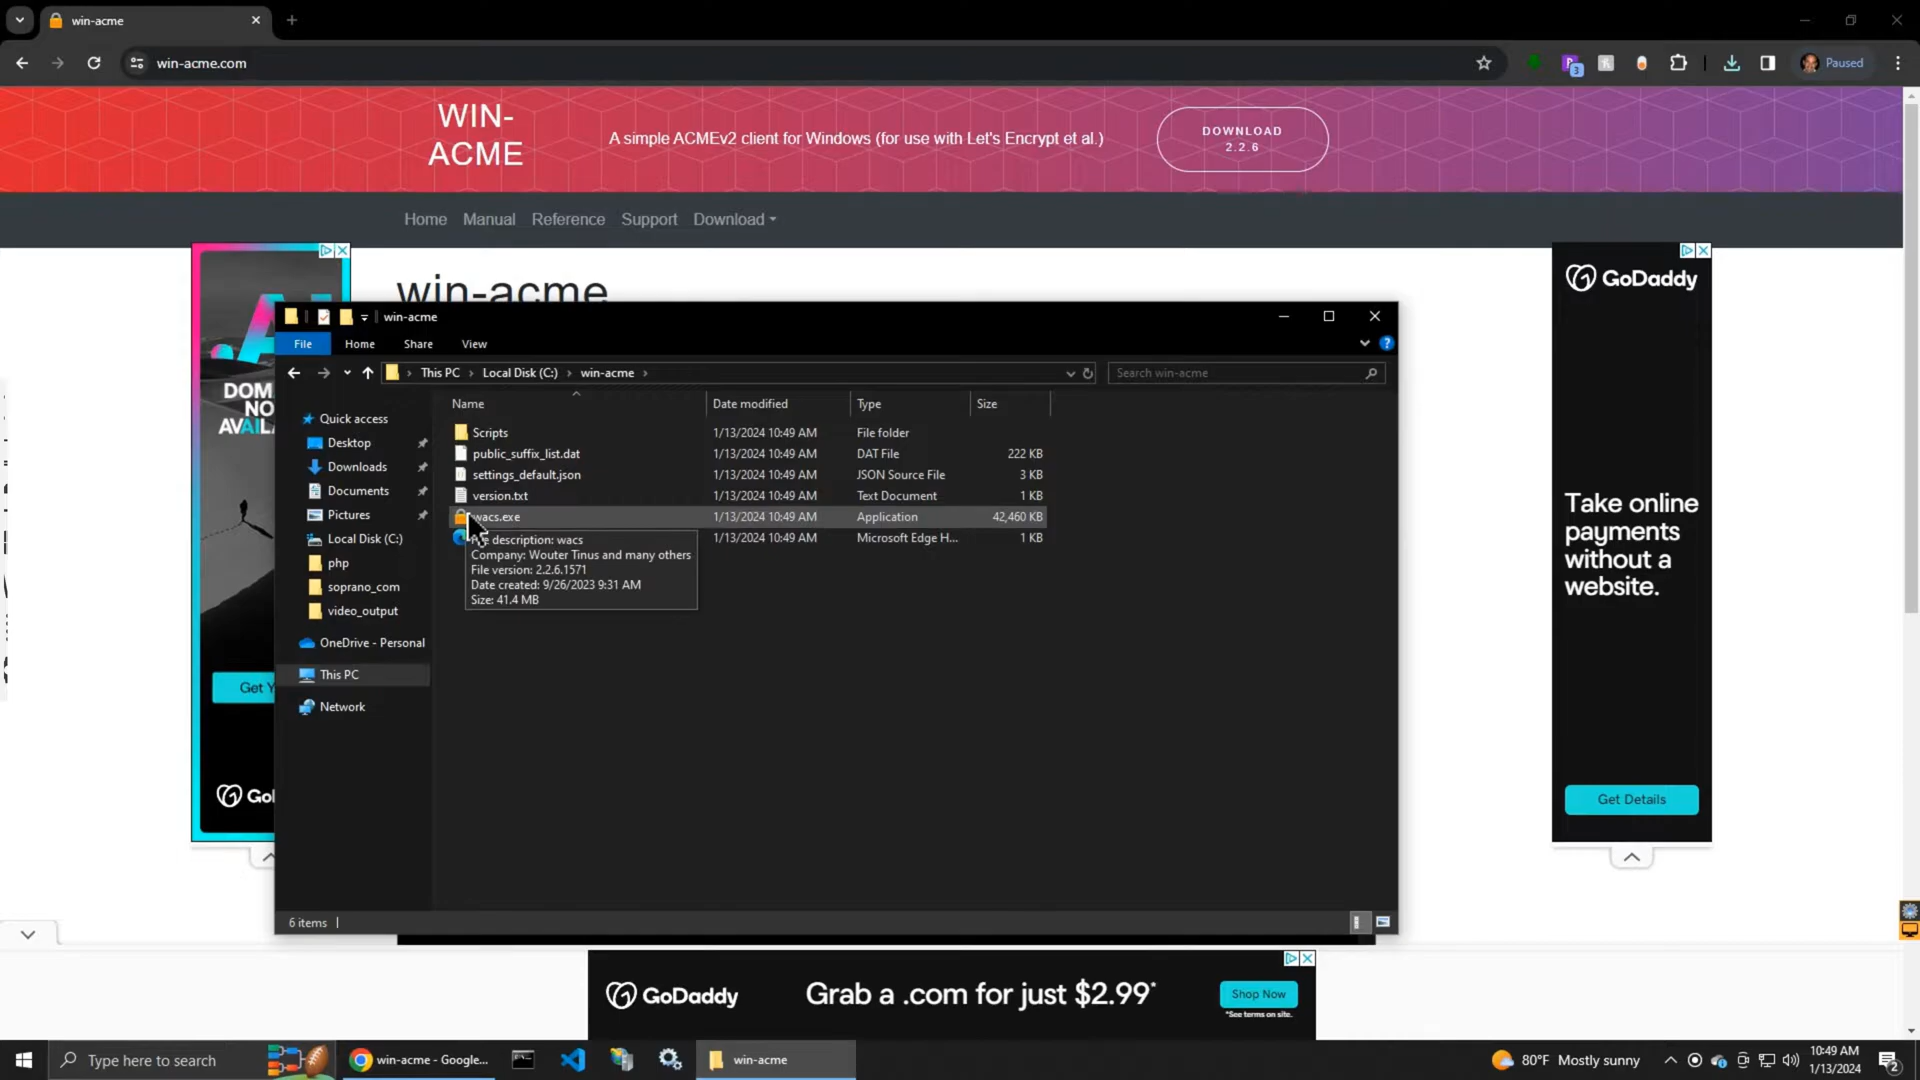 win-acme
win-acme.com
3
Paused
WIN-
ACME
A simple ACMEv2 client for Windows (for use with Let's Encrypt et al.)
DOWNLOAD
2.2.6
Home Manual Reference Support Download
win-acme
GoDaddy
Take online
payments
without a
website.
Get Details
DOM
NO
AVAIL
Get Y
Go
win-acme
File Home Share View
This PC > Local Disk (C:) > win-acme >
Search win-acme
Name Date modified Type Size
Quick access
Desktop
Downloads
Documents
Pictures
Local Disk (C:)
php
soprano_com
video_output
OneDrive - Personal
This PC
Network
Scripts 1/13/2024 10:49 AM File folder
public_suffix_list.dat 1/13/2024 10:49 AM DAT File 222 KB
settings_default.json 1/13/2024 10:49 AM JSON Source File 3 KB
version.txt 1/13/2024 10:49 AM Text Document 1 KB
wacs.exe 1/13/2024 10:49 AM Application 42,460 KB
1/13/2024 10:49 AM Microsoft Edge H... 1 KB
description: wacs
Company: Wouter Tinus and many others
File version: 2.2.6.1571
Date created: 9/26/2023 9:31 AM
Size: 41.4 MB
6 items
GoDaddy Grab a .com for just $2.99* Shop Now
*See terms on site.
Type here to search
win-acme - Google...
win-acme
80°F Mostly sunny
10:49 AM
1/13/2024
2